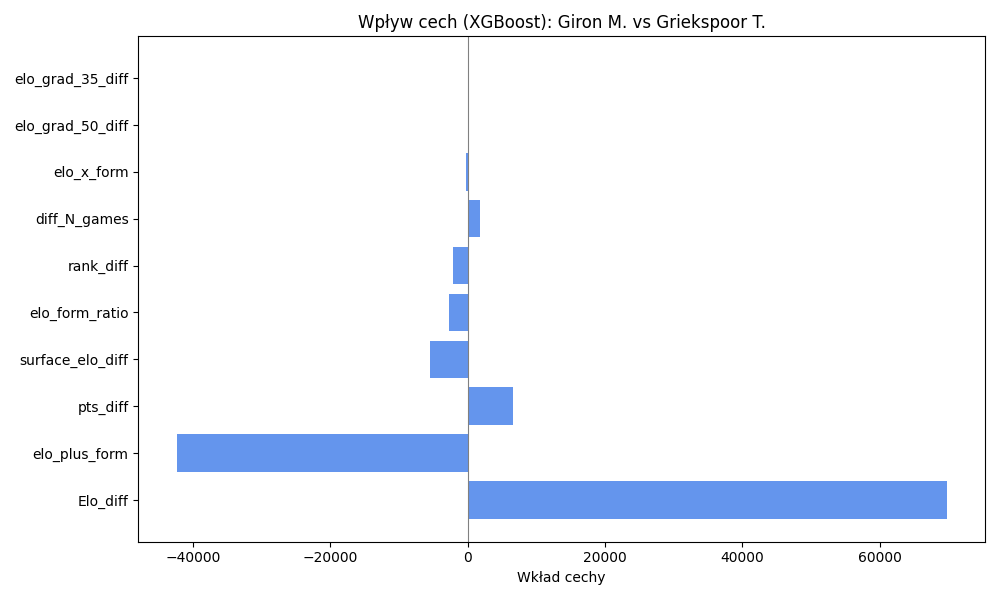 Wpływ cech (XGBoost): Giron M. vs Griekspoor T.
elo_grad_35_diff
elo_grad_50_diff
elo_x_form
diff_N_games
rank_diff
elo_form_ratio
surface_elo_diff
pts_diff
elo_plus_form
Elo_diff
−40000 −20000 0 20000 40000 60000
Wkład cechy